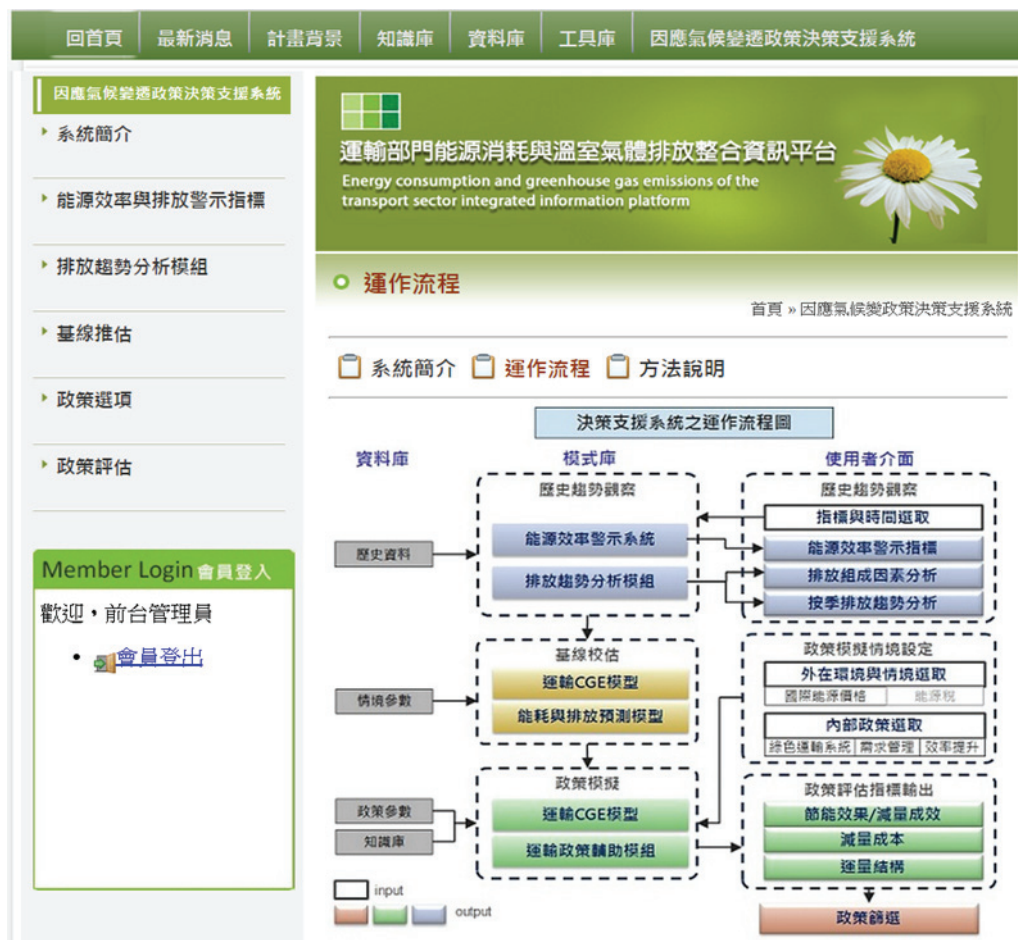 回首頁 最新消息 計畫背景 知識庫 資料庫 工具庫 因應氣候變遷政策決策支援系統
因應氣候變遷政策決策支援系統
系統簡介
能源效率與排放警示指標
排放趨勢分析模組
基線推估
政策選項
政策評估
Member Login 會員登入
歡迎，前台管理員
會員登出
運輸部門能源消耗與溫室氣體排放整合資訊平台
Energy consumption and greenhouse gas emissions of the
transport sector integrated information platform
運作流程
首頁 » 因應氣候變政策決策支援系統
系統簡介 運作流程 方法說明
決策支援系統之運作流程圖
資料庫 模式庫 使用者介面
歷史資料
情境參數
政策參數
知識庫
歷史趨勢觀察
能源效率警示系統
排放趨勢分析模組
基線校估
運輸CGE模型
能耗與排放預測模型
政策模擬
運輸CGE模型
運輸政策輔助模組
歷史趨勢觀察
指標與時間選取
能源效率警示指標
排放組成因素分析
按季排放趨勢分析
政策模擬情境設定
外在環境與情境選取
國際能源價格 能源稅
內部政策選取
綠色運輸系統 需求管理 效率提升
政策評估指標輸出
節能效果/減量成效
減量成本
運量結構
政策篩選
input
output